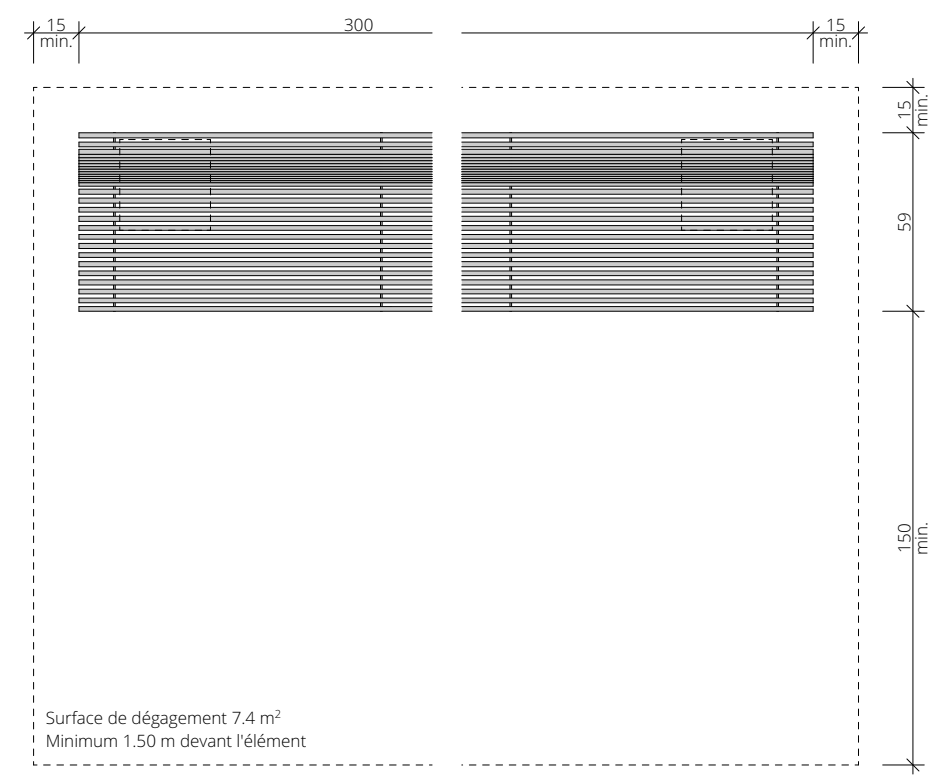 15
min.
300
15
min.
15
min.
59
150
min.
Surface de dégagement 7.4 m²
Minimum 1.50 m devant l'élément